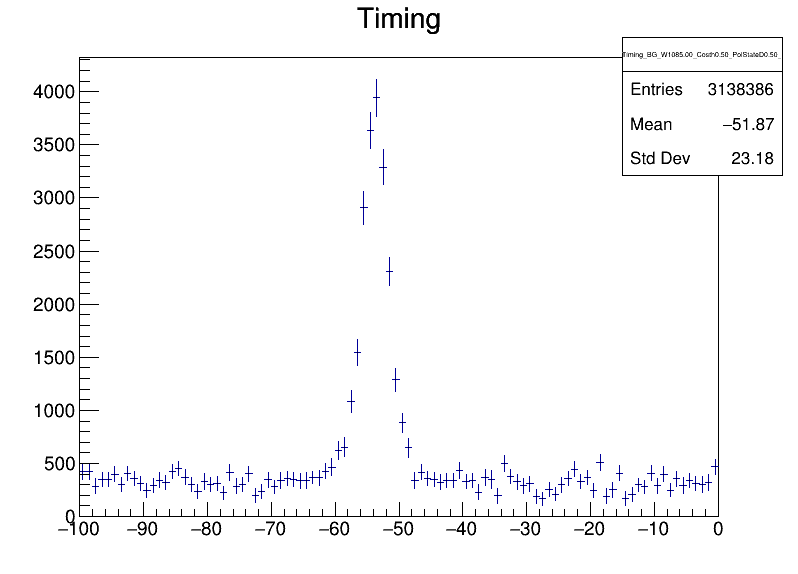 Timing
Timing_BG_W1085.00_Costh0.50_PolStateD0.50_
Entries 3138386
Mean −51.87
Std Dev 23.18
4000
3500
3000
2500
2000
1500
1000
500
0
−100 −90 −80 −70 −60 −50 −40 −30 −20 −10 0